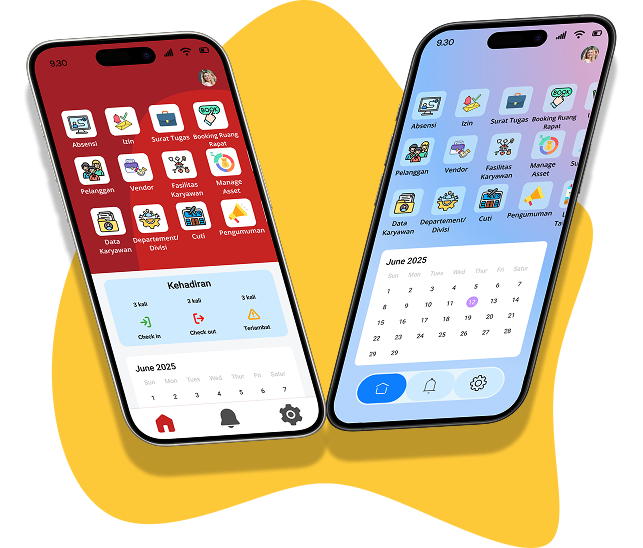 9.30
Absensi
Izin
Surat Tugas
Booking Ruang
Rapat
BOOK
Pelanggan
Vendor
Fasilitas
Karyawan
Manage
Asset
Data
Karyawan
Departement/
Divisi
Cuti
Pengumuman
Kehadiran
3 kali 3 kali 3 kali
Check in Check out Terlambat
June 2025
Sun Mon Tues Wed Thur Fri Satur
1 2 3 4 5 6 7
9.30
Absensi
Izin
Surat Tugas
Booking Ruang
Rapat
BOOK
Pelanggan
Vendor
Fasilitas
Karyawan
Manage
Asset
Data
Karyawan
Departement/
Divisi
Cuti
Pengumuman
June 2025
Sun Mon Tues Wed Thur Fri Satur
1 2 3 4 5 6 7
8 9 10 11 12 13 14
15 16 17 18 19 20 21
22 23 24 25 26 27 28
29 29